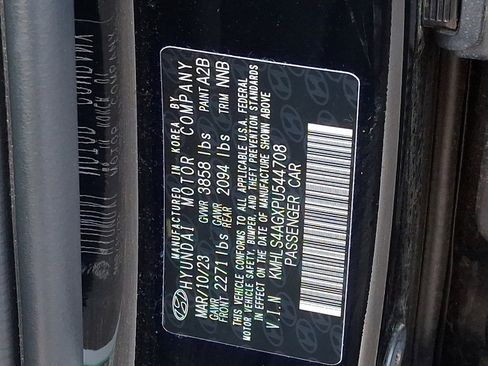 MANUFACTURED IN KOREA BY
HYUNDAI MOTOR COMPANY
MAR/10/23 GVWR 3858 lbs PAINT A2B
GAWR FRONT 2271 lbs GAWR REAR 2094 lbs TRIM NNB
THIS VEHICLE CONFORMS TO ALL APPLICABLE U.S.A. FEDERAL
MOTOR VEHICLE SAFETY, BUMPER, AND THEFT PREVENTION STANDARDS
IN EFFECT ON THE DATE OF MANUFACTURE SHOWN ABOVE
V.I.N KMHLS4AGXPU544708
PASSENGER CAR